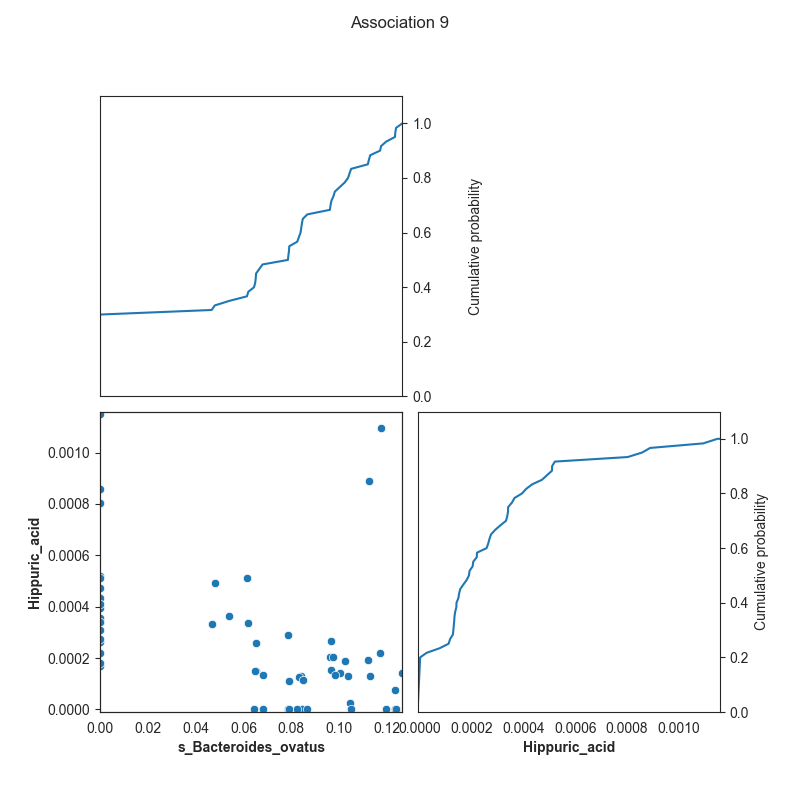 Association 9
1.0
0.8
0.6
0.4
0.2
0.0
Cumulative probability
0.0010
0.0008
0.0006
0.0004
0.0002
0.0000
Hippuric_acid
0.00 0.02 0.04 0.06 0.08 0.10 0.12
s_Bacteroides_ovatus
1.0
0.8
0.6
0.4
0.2
0.0
Cumulative probability
0.0000 0.0002 0.0004 0.0006 0.0008 0.0010
Hippuric_acid